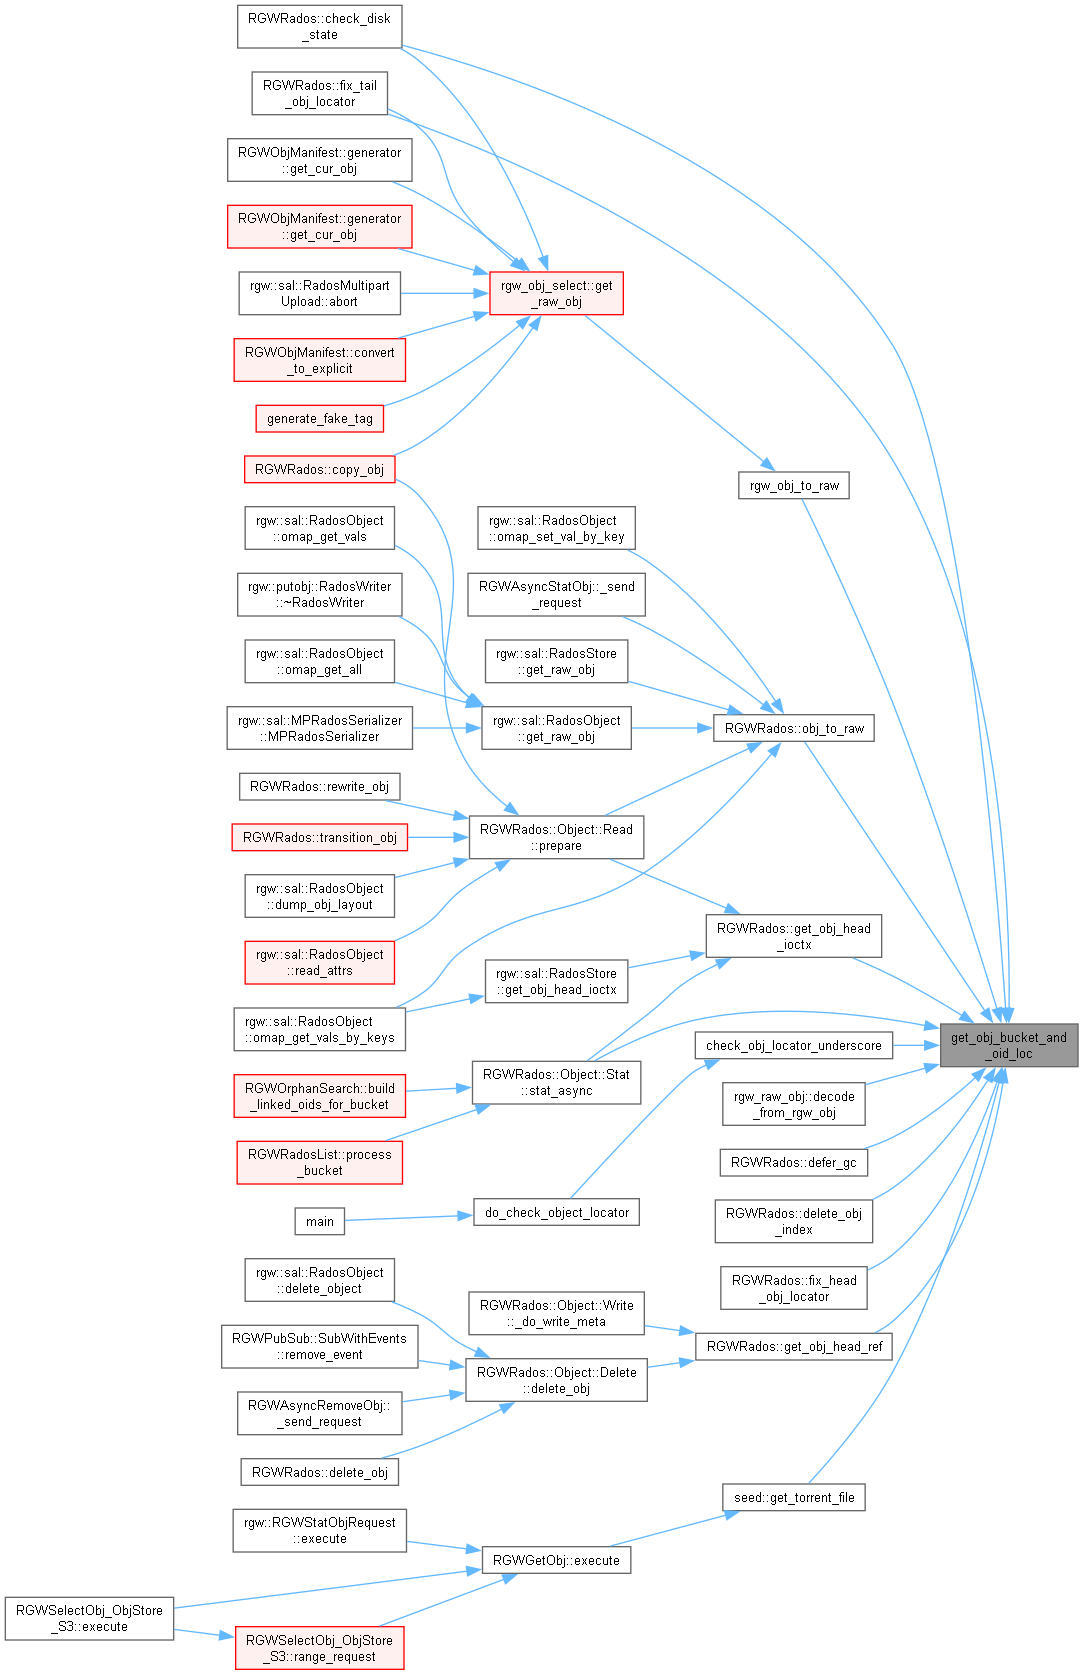 RGWRados::check_disk
_state
RGWRados::fix_tail
_obj_locator
RGWObjManifest::generator
::get_cur_obj
RGWObjManifest::generator
::get_cur_obj
rgw::sal::RadosMultipart
Upload::abort
RGWObjManifest::convert
_to_explicit
generate_fake_tag
RGWRados::copy_obj
rgw::sal::RadosObject
::omap_get_vals
rgw::putobj::RadosWriter
::~RadosWriter
rgw::sal::RadosObject
::omap_get_all
rgw::sal::MPRadosSerializer
::MPRadosSerializer
RGWRados::rewrite_obj
RGWRados::transition_obj
rgw::sal::RadosObject
::dump_obj_layout
rgw::sal::RadosObject
::read_attrs
rgw::sal::RadosObject
::omap_get_vals_by_keys
RGWOrphanSearch::build
_linked_oids_for_bucket
RGWRadosList::process
_bucket
main
rgw::sal::RadosObject
::delete_object
RGWPubSub::SubWithEvents
::remove_event
RGWAsyncRemoveObj::
_send_request
RGWRados::delete_obj
rgw::RGWStatObjRequest
::execute
RGWSelectObj_ObjStore
_S3::execute
RGWSelectObj_ObjStore
_S3::range_request
rgw_obj_select::get
_raw_obj
rgw::sal::RadosObject
::omap_set_val_by_key
RGWAsyncStatObj::_send
_request
rgw::sal::RadosStore
::get_raw_obj
rgw::sal::RadosObject
::get_raw_obj
RGWRados::Object::Read
::prepare
rgw::sal::RadosStore
::get_obj_head_ioctx
RGWRados::Object::Stat
::stat_async
do_check_object_locator
RGWRados::Object::Write
::_do_write_meta
RGWRados::Object::Delete
::delete_obj
RGWGetObj::execute
rgw_obj_to_raw
RGWRados::obj_to_raw
RGWRados::get_obj_head
_ioctx
check_obj_locator_underscore
rgw_raw_obj::decode
_from_rgw_obj
RGWRados::defer_gc
RGWRados::delete_obj
_index
RGWRados::fix_head
_obj_locator
RGWRados::get_obj_head_ref
seed::get_torrent_file
get_obj_bucket_and
_oid_loc